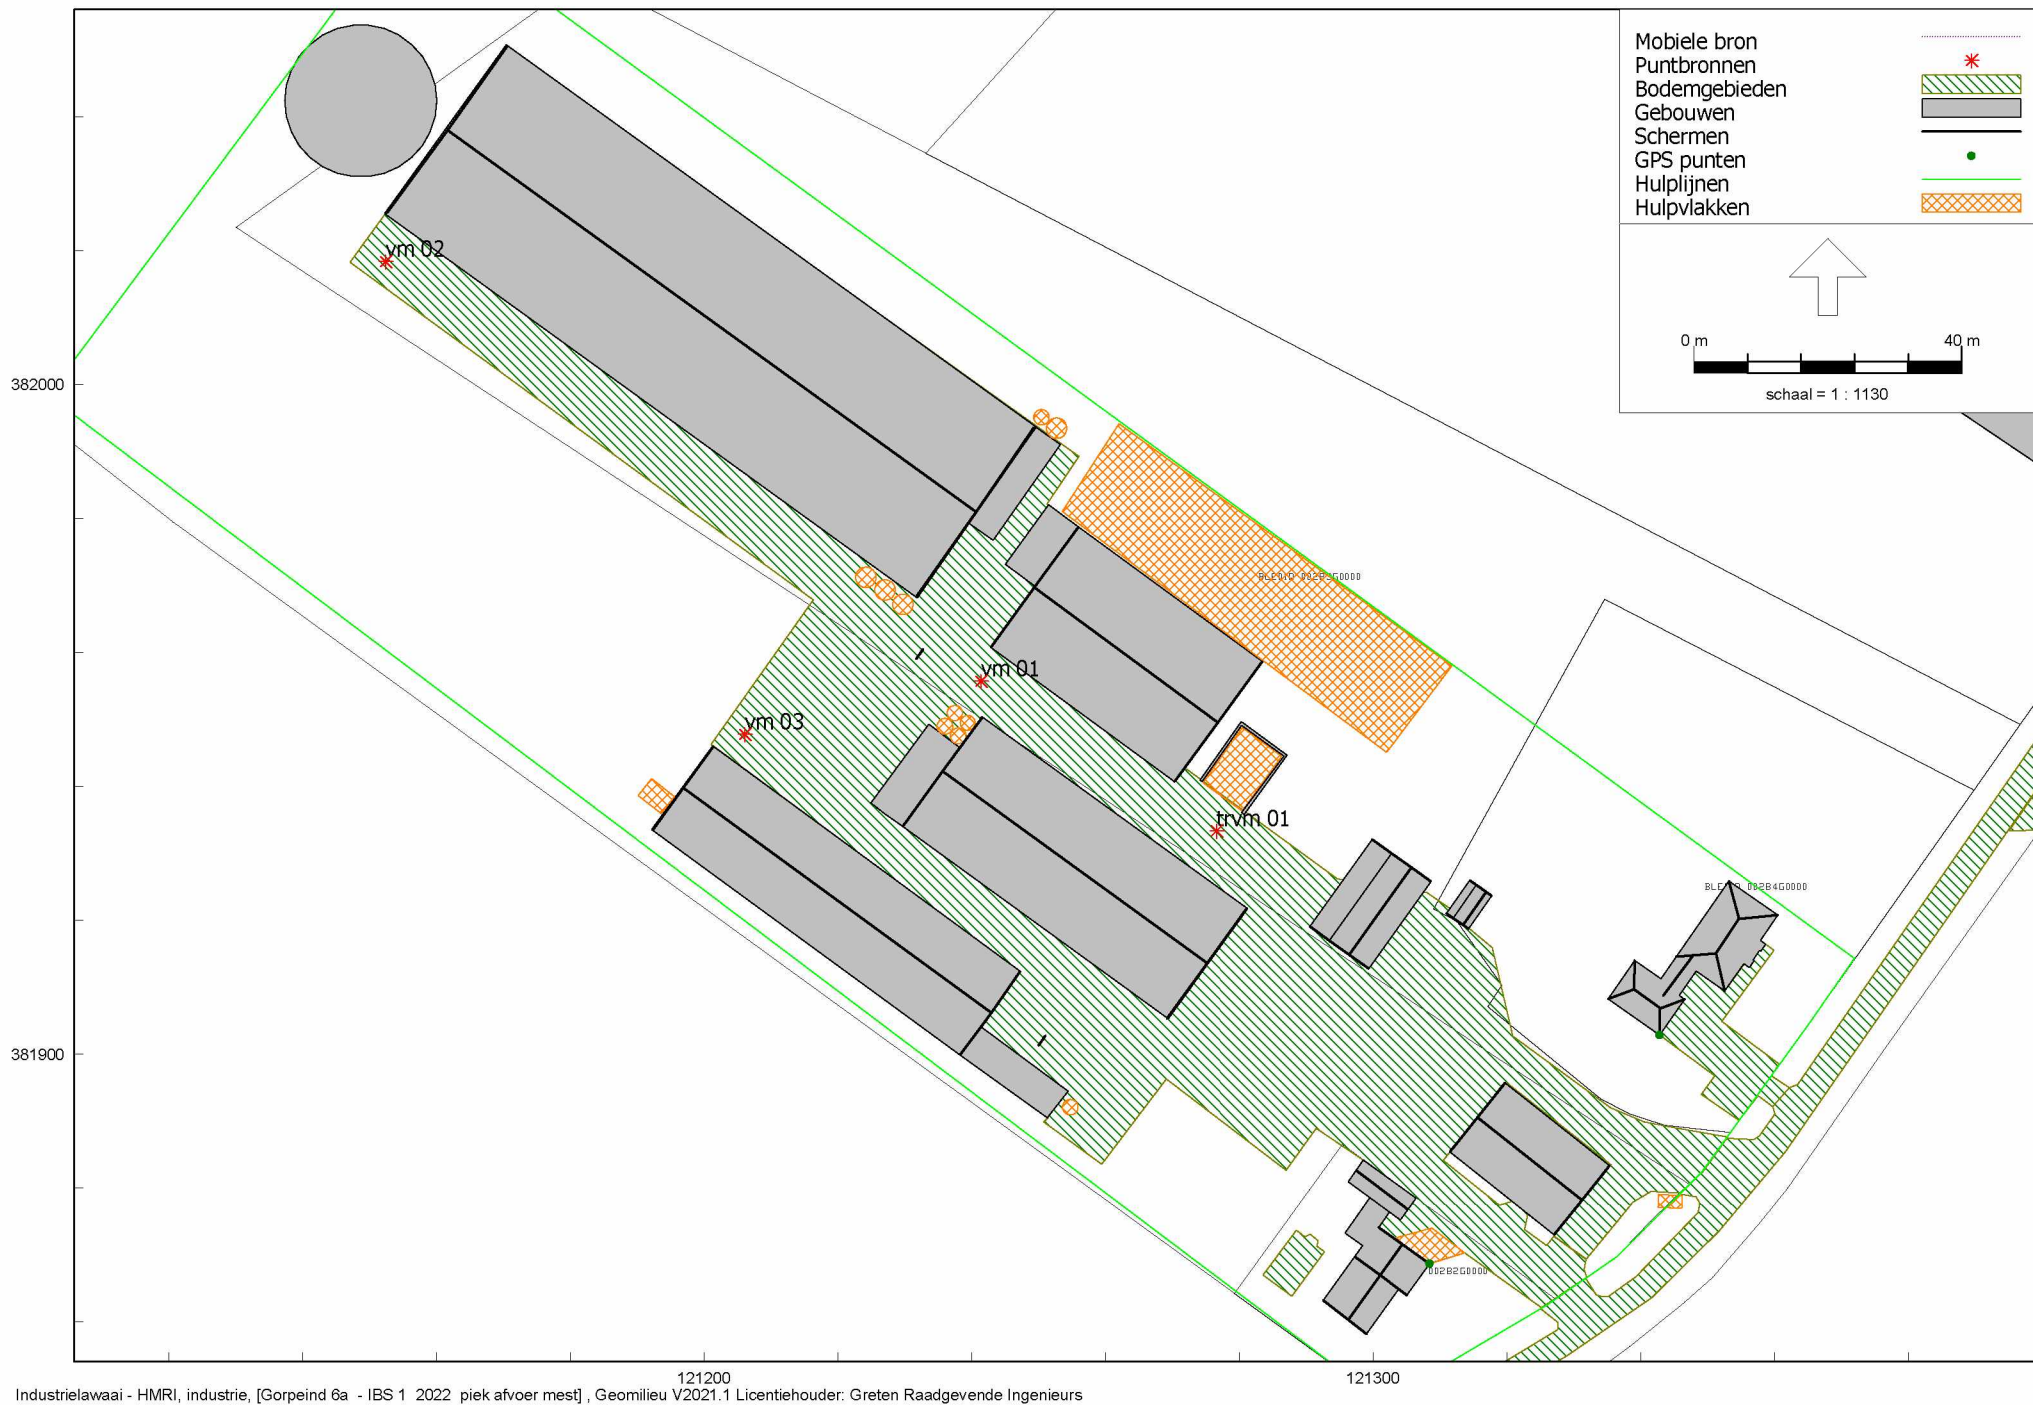 Mobiele bron
Puntbronnen
Bodemgebieden
Gebouwen
Schermen
GPS punten
Hulplijnen
Hulpvlakken
0 m 40 m
schaal = 1 : 1130
vm 02
382000
vm 01
vm 03
trvm 01
381900
121200 121300
Industrielawaai - HMRI, industrie, [Gorpeind 6a - IBS 1 2022 piek afvoer mest] , Geomilieu V2021.1 Licentiehouder: Greten Raadgevende Ingenieurs